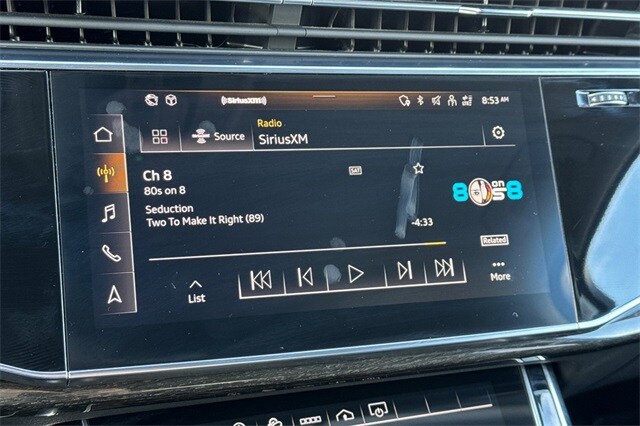 ((SiriusXM))
8:53 AM
Radio
Source
SiriusXM
Ch 8
SAT
80s on 8
8 on 8
Seduction
Two To Make It Right (89)
-4:33
Related
List
More